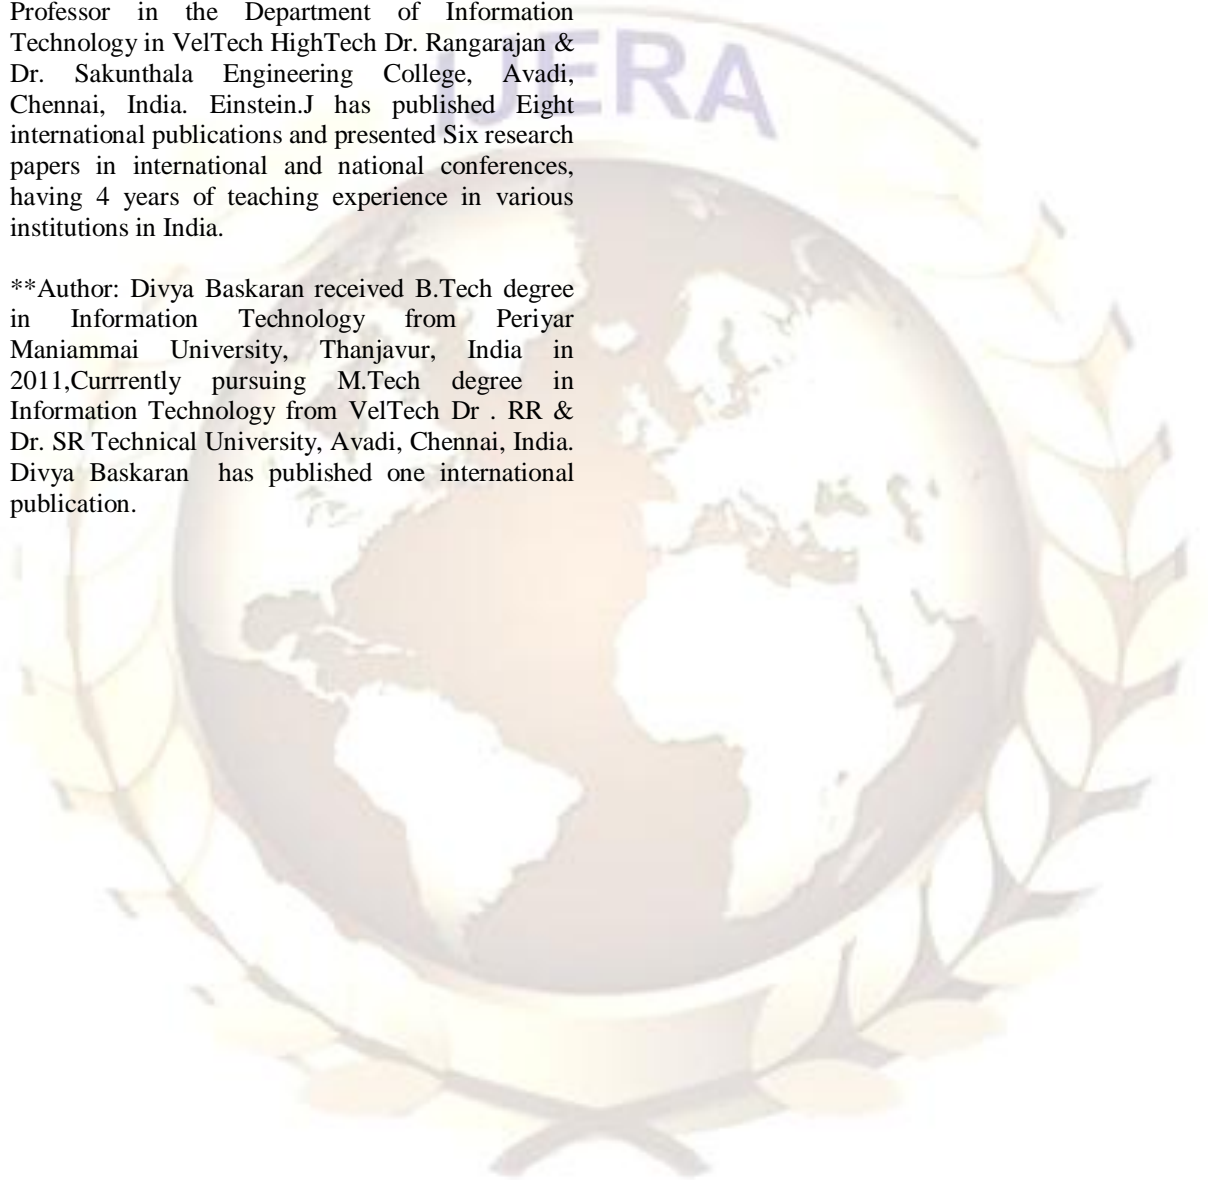 IJERA
Professor in the Department of Information
Technology in VelTech HighTech Dr. Rangarajan &
Dr. Sakunthala Engineering College, Avadi,
Chennai, India. Einstein.J has published Eight
international publications and presented Six research
papers in international and national conferences,
having 4 years of teaching experience in various
institutions in India.
**Author: Divya Baskaran received B.Tech degree
in Information Technology from Periyar
Maniammai University, Thanjavur, India in
2011,Currrently pursuing M.Tech degree in
Information Technology from VelTech Dr . RR &
Dr. SR Technical University, Avadi, Chennai, India.
Divya Baskaran has published one international
publication.